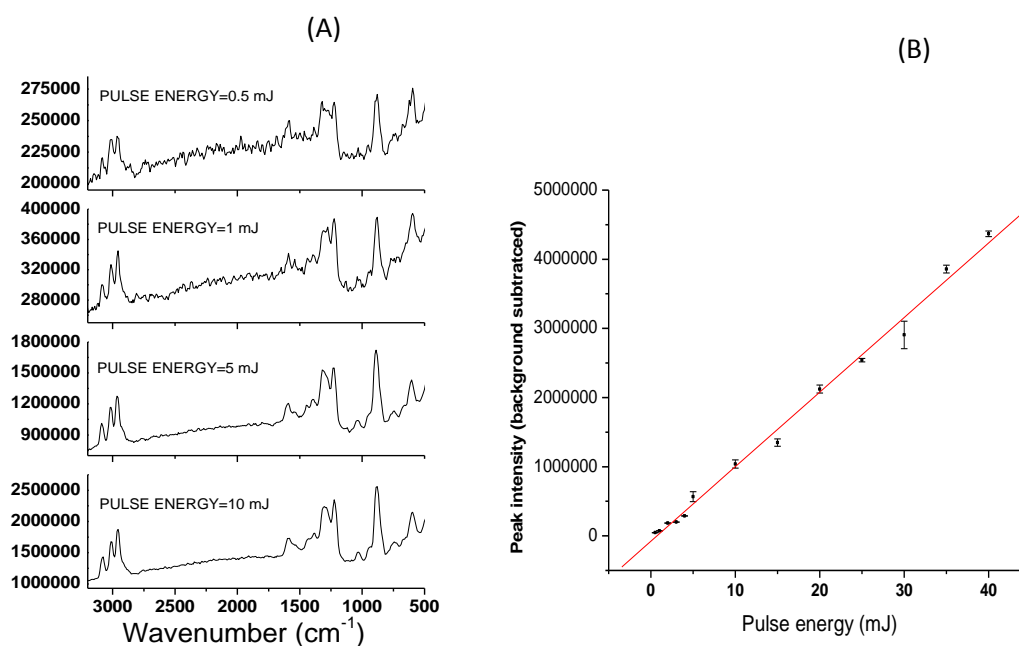 (A)
275000
250000
225000
200000
PULSE ENERGY=0.5 mJ
400000
360000
320000
280000
PULSE ENERGY=1 mJ
1800000
1500000
1200000
900000
PULSE ENERGY=5 mJ
2500000
2000000
1500000
1000000
PULSE ENERGY=10 mJ
3000 2500 2000 1500 1000 500
Wavenumber (cm⁻¹)
(B)
Peak intensity (background subtratced)
5000000
4000000
3000000
2000000
1000000
0
0 10 20 30 40
Pulse energy (mJ)